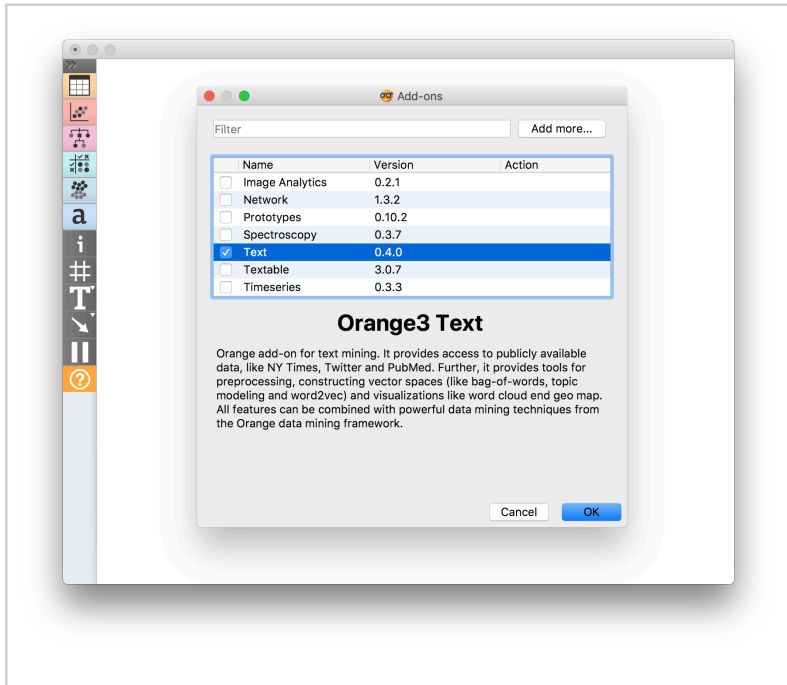 Add-ons
Filter
Add more...
Name Version Action
Image Analytics 0.2.1
Network 1.3.2
Prototypes 0.10.2
Spectroscopy 0.3.7
Text 0.4.0
Textable 3.0.7
Timeseries 0.3.3
Orange3 Text
Orange add-on for text mining. It provides access to publicly available
data, like NY Times, Twitter and PubMed. Further, it provides tools for
preprocessing, constructing vector spaces (like bag-of-words, topic
modeling and word2vec) and visualizations like word cloud end geo map.
All features can be combined with powerful data mining techniques from
the Orange data mining framework.
Cancel OK
a
i
T
?